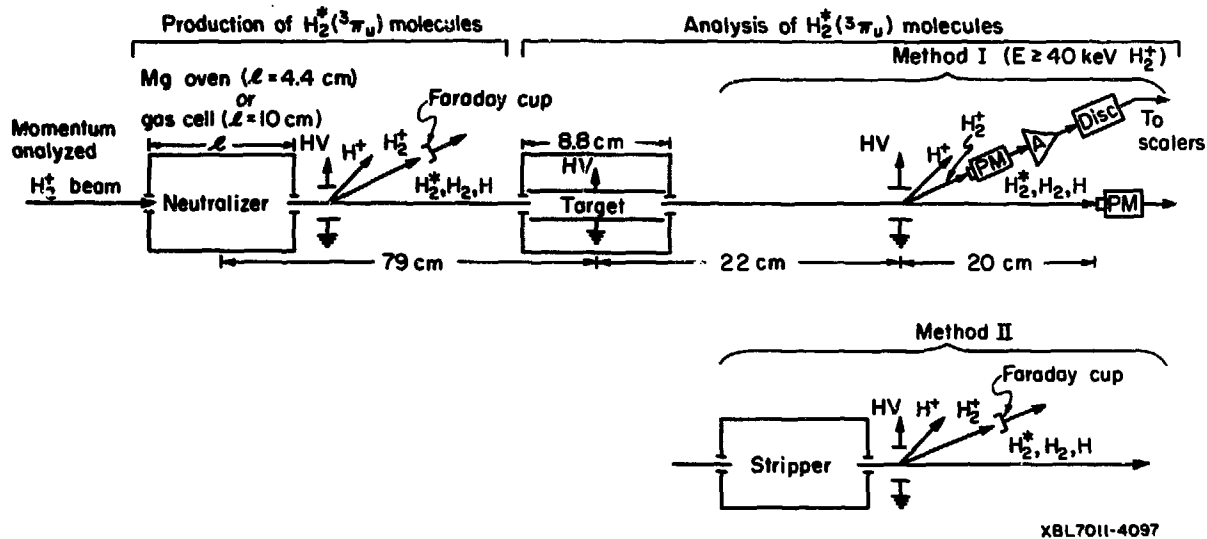 Production of H₂*(³πᵤ) molecules
Analysis of H₂*(³πᵤ) molecules
Method I (E ≥ 40 keV H₂⁺)
Mg oven (ℓ = 4.4 cm)
or
gas cell (ℓ = 10 cm)
Faraday cup
Momentum
analyzed
H₂⁺ beam
ℓ
Neutralizer
HV
H⁺
H₂⁺
H₂*, H₂, H
8.8 cm
HV
Target
HV
H⁺
H₂⁺
PM
A
Disc
To
scalers
H₂*, H₂, H
PM
79 cm
22 cm
20 cm
Method II
Faraday cup
Stripper
HV
H⁺
H₂⁺
H₂*, H₂, H
XBL7011-4097